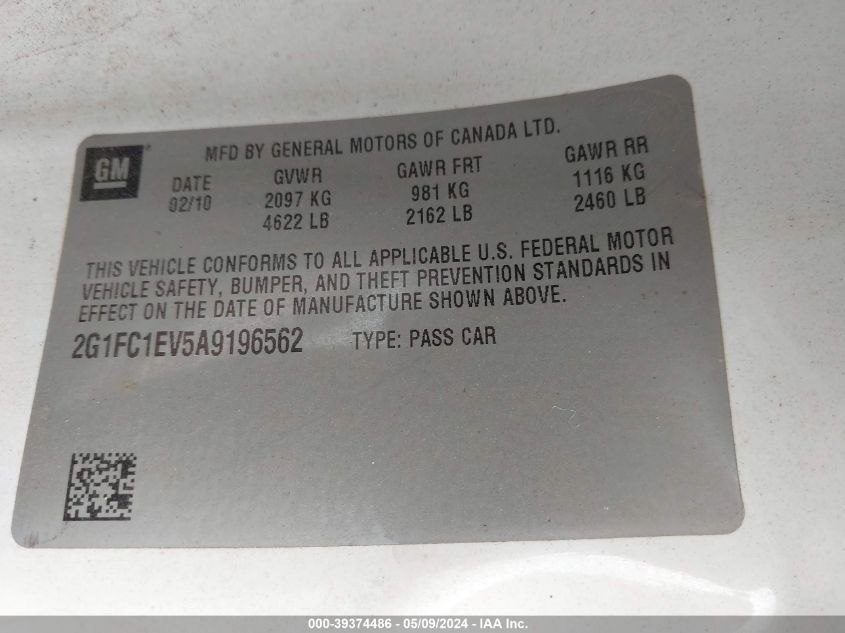 GM
MFD BY GENERAL MOTORS OF CANADA LTD.
DATE GVWR GAWR FRT GAWR RR
02/10 2097 KG 981 KG 1116 KG
4622 LB 2162 LB 2460 LB
THIS VEHICLE CONFORMS TO ALL APPLICABLE U.S. FEDERAL MOTOR
VEHICLE SAFETY, BUMPER, AND THEFT PREVENTION STANDARDS IN
EFFECT ON THE DATE OF MANUFACTURE SHOWN ABOVE.
2G1FC1EV5A9196562 TYPE: PASS CAR
000-39374486 - 05/09/2024 - IAA Inc.